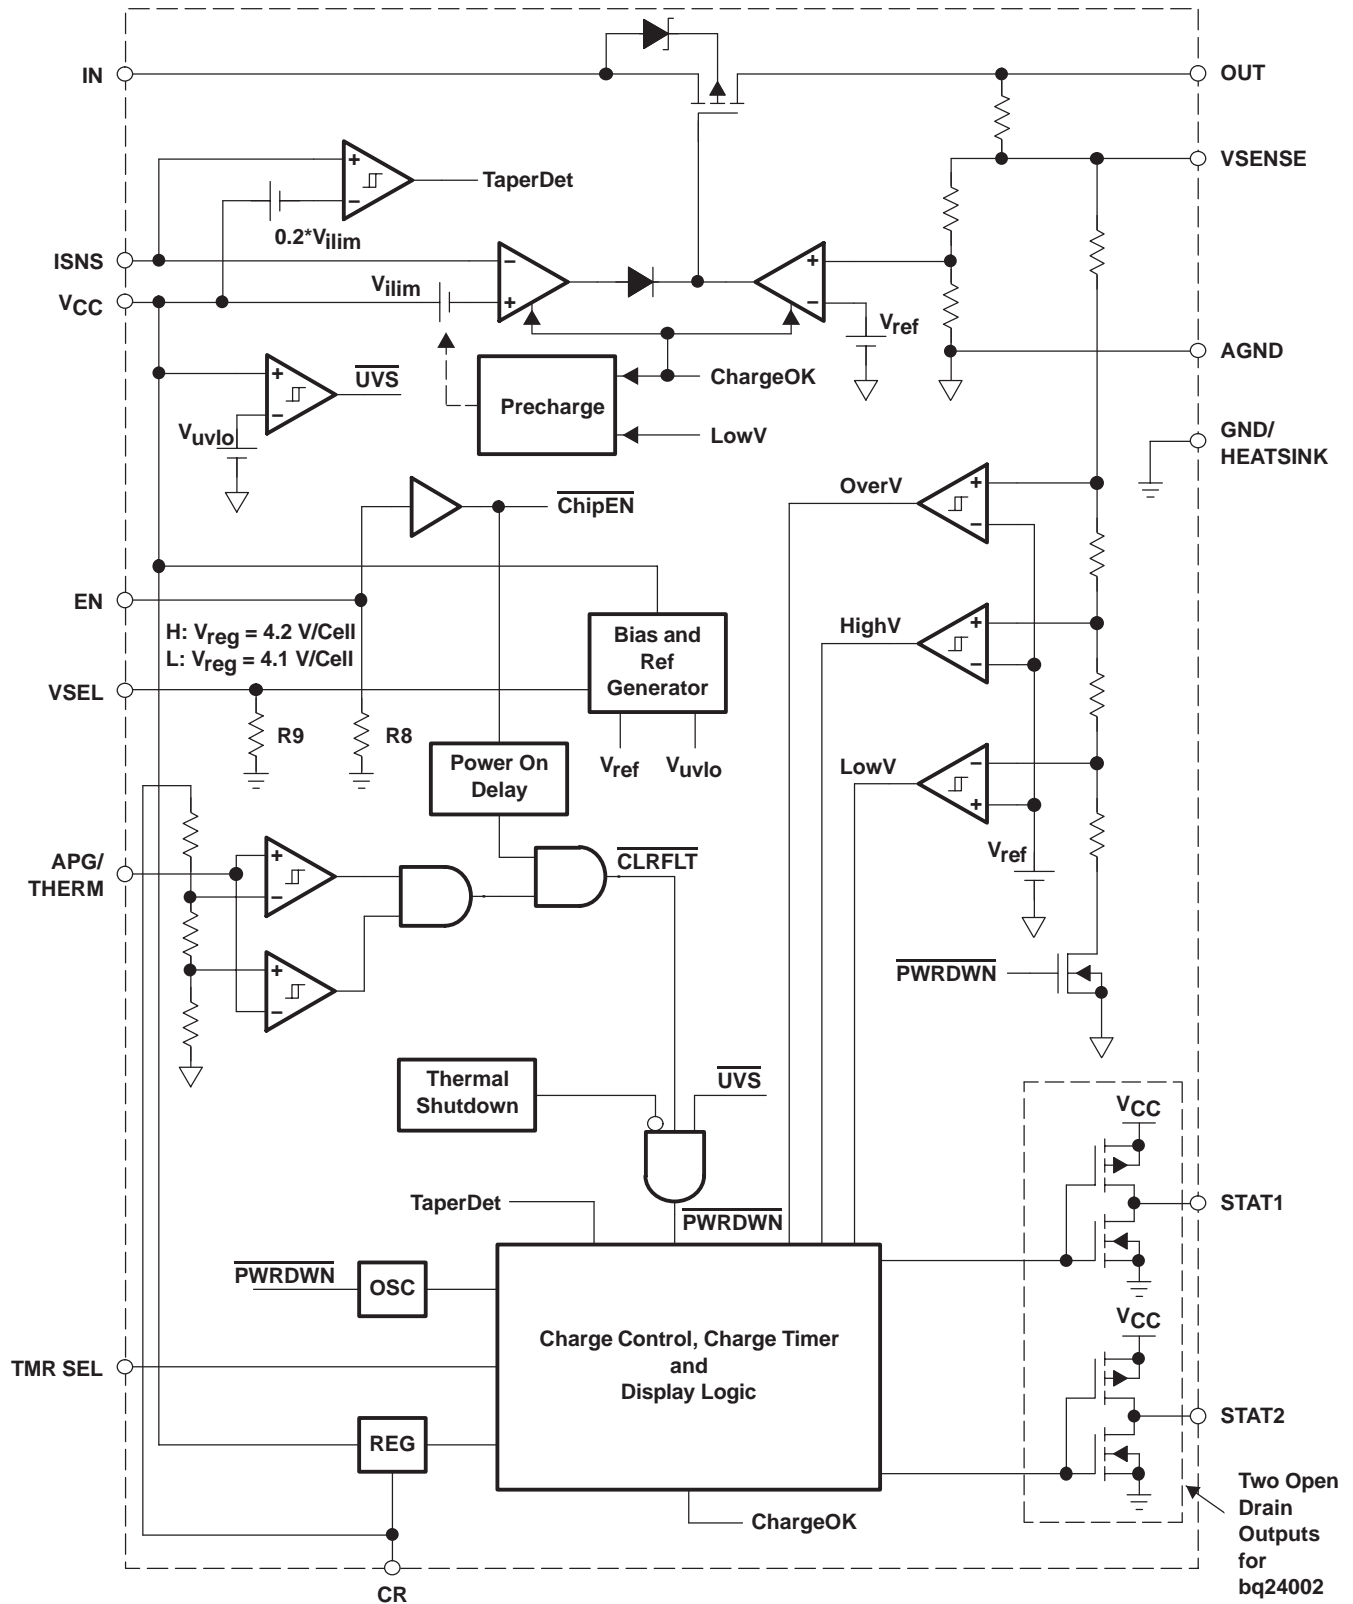 IN
OUT
+
−
TaperDet
VSENSE
0.2*Vilim
ISNS
−
+
+
−
Vilim
VCC
Vref
AGND
ChargeOK
Precharge
LowV
+
−
UVS
Vuvlo
GND/
HEATSINK
ChipEN
OverV
+
−
EN
H: Vreg = 4.2 V/Cell
L: Vreg = 4.1 V/Cell
Bias and
Ref
Generator
HighV
+
−
VSEL
R9
R8
Vref
Vuvlo
Power On
Delay
LowV
−
+
Vref
APG/
THERM
+
−
CLRFLT
+
−
PWRDWN
Thermal
Shutdown
UVS
VCC
TaperDet
PWRDWN
STAT1
PWRDWN
OSC
VCC
Charge Control, Charge Timer
and
Display Logic
TMR SEL
STAT2
REG
Two Open
Drain
Outputs
for
bq24002
ChargeOK
CR